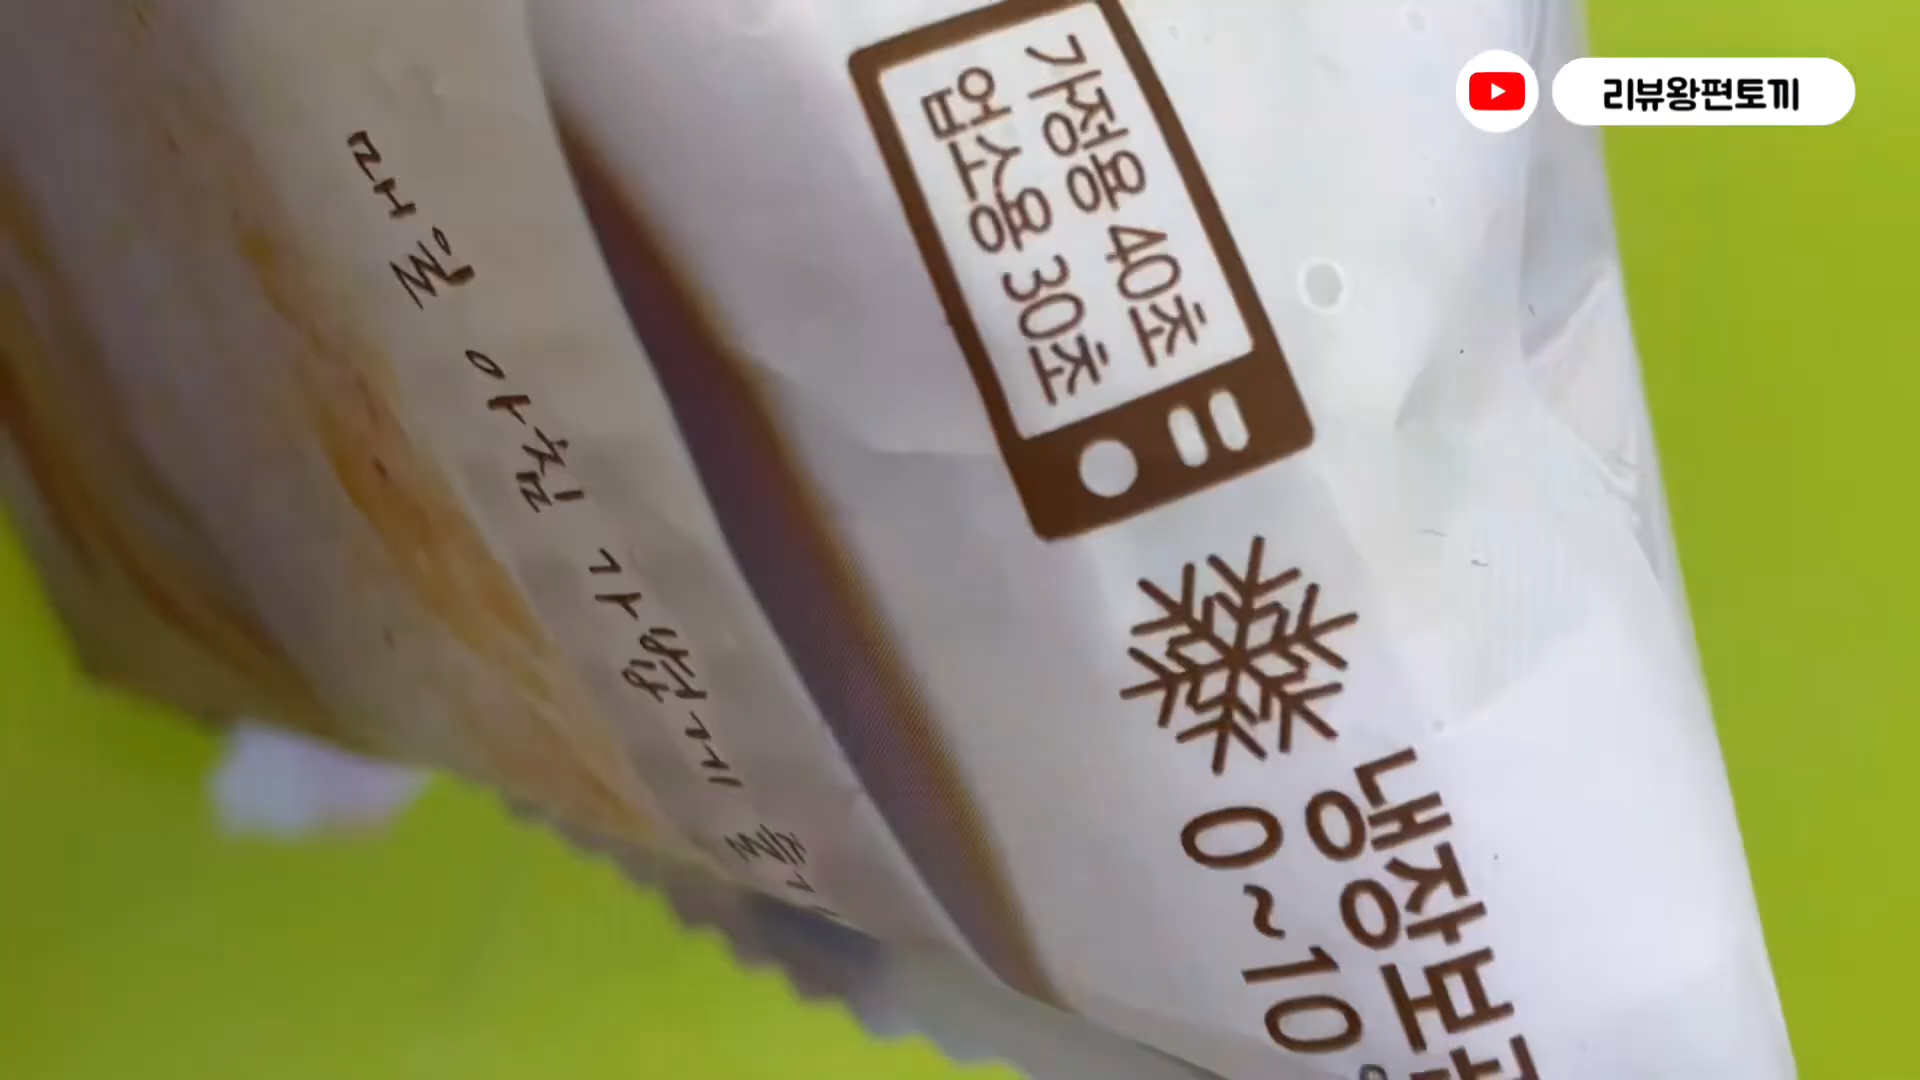 리뷰왕편토끼
가정용 40초
업소용 30초
냉장보
0~10
매일 아침 가볍게 즐기